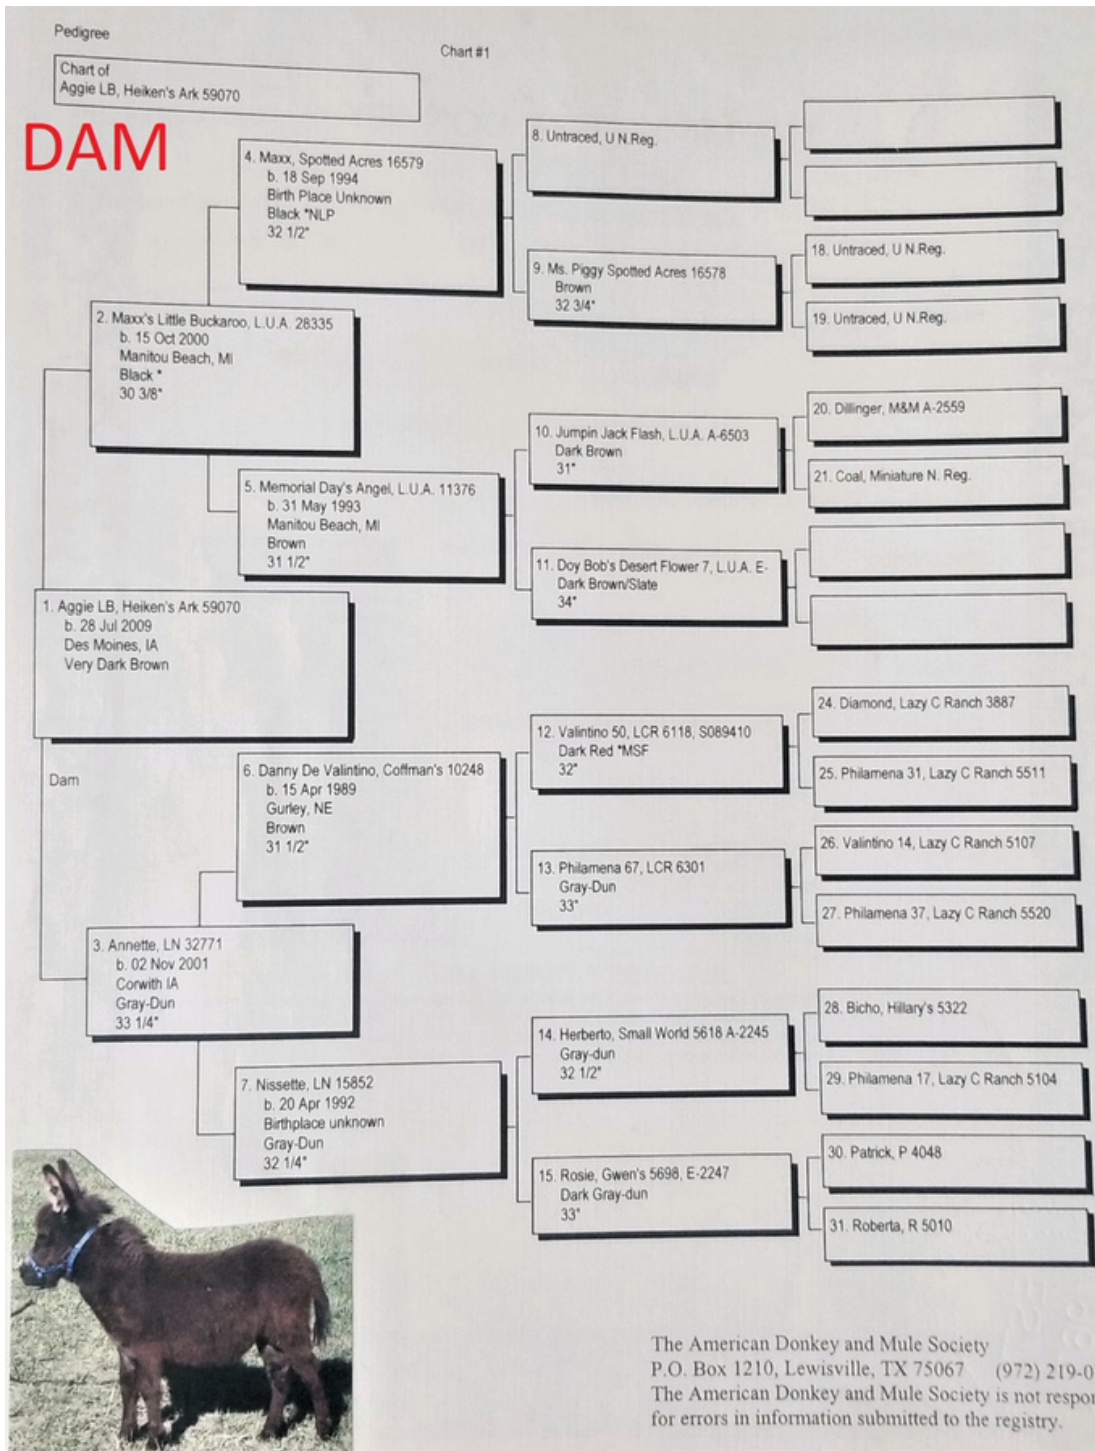 Pedigree
Chart #1
Chart of
Aggie LB, Heiken's Ark 59070
DAM
4. Maxx, Spotted Acres 16579
b. 18 Sep 1994
Birth Place Unknown
Black *NLP
32 1/2"
8. Untraced, U N.Reg.
9. Ms. Piggy Spotted Acres 16578
Brown
32 3/4"
18. Untraced, U N.Reg.
19. Untraced, U N.Reg.
2. Maxx's Little Buckaroo, L.U.A. 28335
b. 15 Oct 2000
Manitou Beach, MI
Black *
30 3/8"
10. Jumpin Jack Flash, L.U.A. A-6503
Dark Brown
31"
20. Dillinger, M&M A-2559
21. Coal, Miniature N. Reg.
5. Memorial Day's Angel, L.U.A. 11376
b. 31 May 1993
Manitou Beach, MI
Brown
31 1/2"
11. Doy Bob's Desert Flower 7, L.U.A. E-
Dark Brown/Slate
34"
1. Aggie LB, Heiken's Ark 59070
b. 28 Jul 2009
Des Moines, IA
Very Dark Brown
Dam
6. Danny De Valintino, Coffman's 10248
b. 15 Apr 1989
Gurley, NE
Brown
31 1/2"
12. Valintino 50, LCR 6118, S089410
Dark Red *MSF
32"
24. Diamond, Lazy C Ranch 3887
25. Philamena 31, Lazy C Ranch 5511
13. Philamena 67, LCR 6301
Gray-Dun
33"
26. Valintino 14, Lazy C Ranch 5107
27. Philamena 37, Lazy C Ranch 5520
3. Annette, LN 32771
b. 02 Nov 2001
Corwith IA
Gray-Dun
33 1/4"
14. Herberto, Small World 5618 A-2245
Gray-dun
32 1/2"
28. Bicho, Hillary's 5322
29. Philamena 17, Lazy C Ranch 5104
7. Nissette, LN 15852
b. 20 Apr 1992
Birthplace unknown
Gray-Dun
32 1/4"
15. Rosie, Gwen's 5698, E-2247
Dark Gray-dun
33"
30. Patrick, P 4048
31. Roberta, R 5010
The American Donkey and Mule Society
P.O. Box 1210, Lewisville, TX 75067 (972) 219-0
The American Donkey and Mule Society is not respon
for errors in information submitted to the registry.